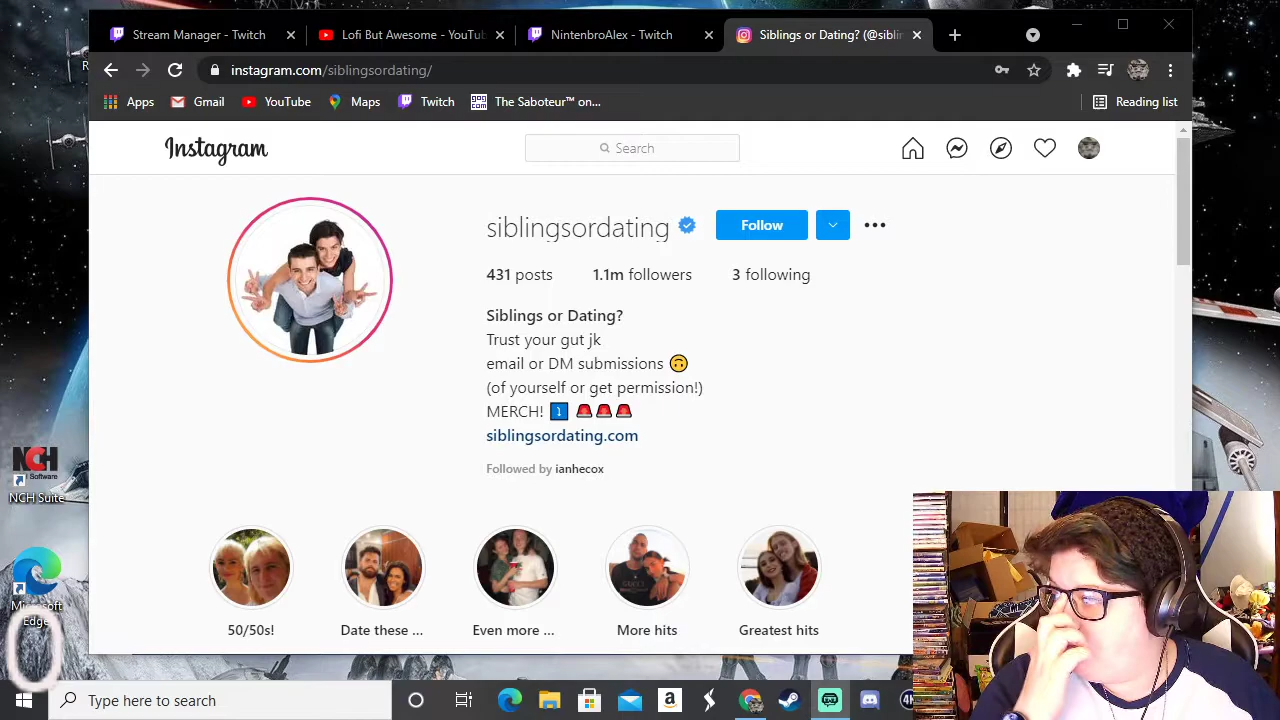 Stream Manager - Twitch
Lofi But Awesome - YouTub
NintenbroAlex - Twitch
Siblings or Dating? (@siblin
instagram.com/siblingsordating/
Apps
Gmail
YouTube
Maps
Twitch
The Saboteur™ on...
Reading list
Instagram
Search
siblingsordating
Follow
431 posts
1.1m followers
3 following
Siblings or Dating?
Trust your gut jk
email or DM submissions 🙃
(of yourself or get permission!)
MERCH! ⤵️ 🚨🚨🚨
siblingsordating.com
Followed by ianhecox
50/50s!
Date these ...
Even more ...
More hits
Greatest hits
NCH
Software
NCH Suite
Microsoft
Edge
Type here to search